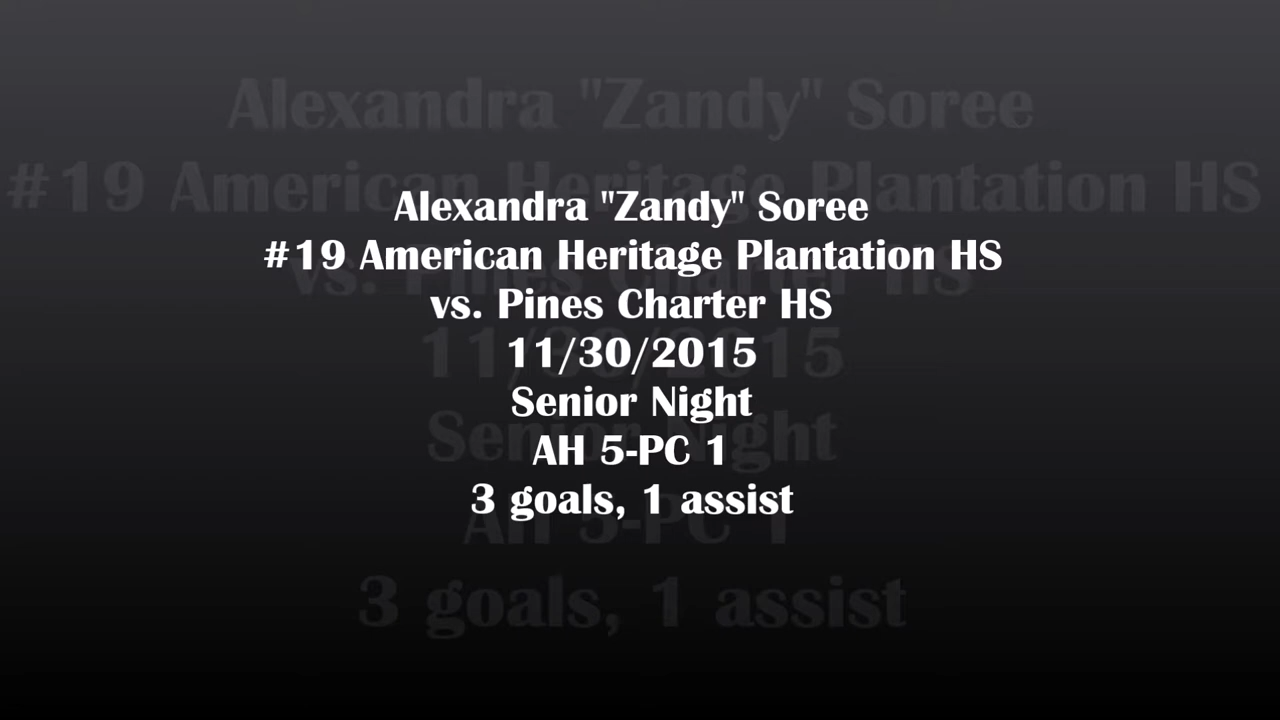 Alexandra "Zandy" Soree
#19 American Heritage Plantation HS
vs. Pines Charter HS
11/30/2015
Senior Night
AH 5-PC 1
3 goals, 1 assist